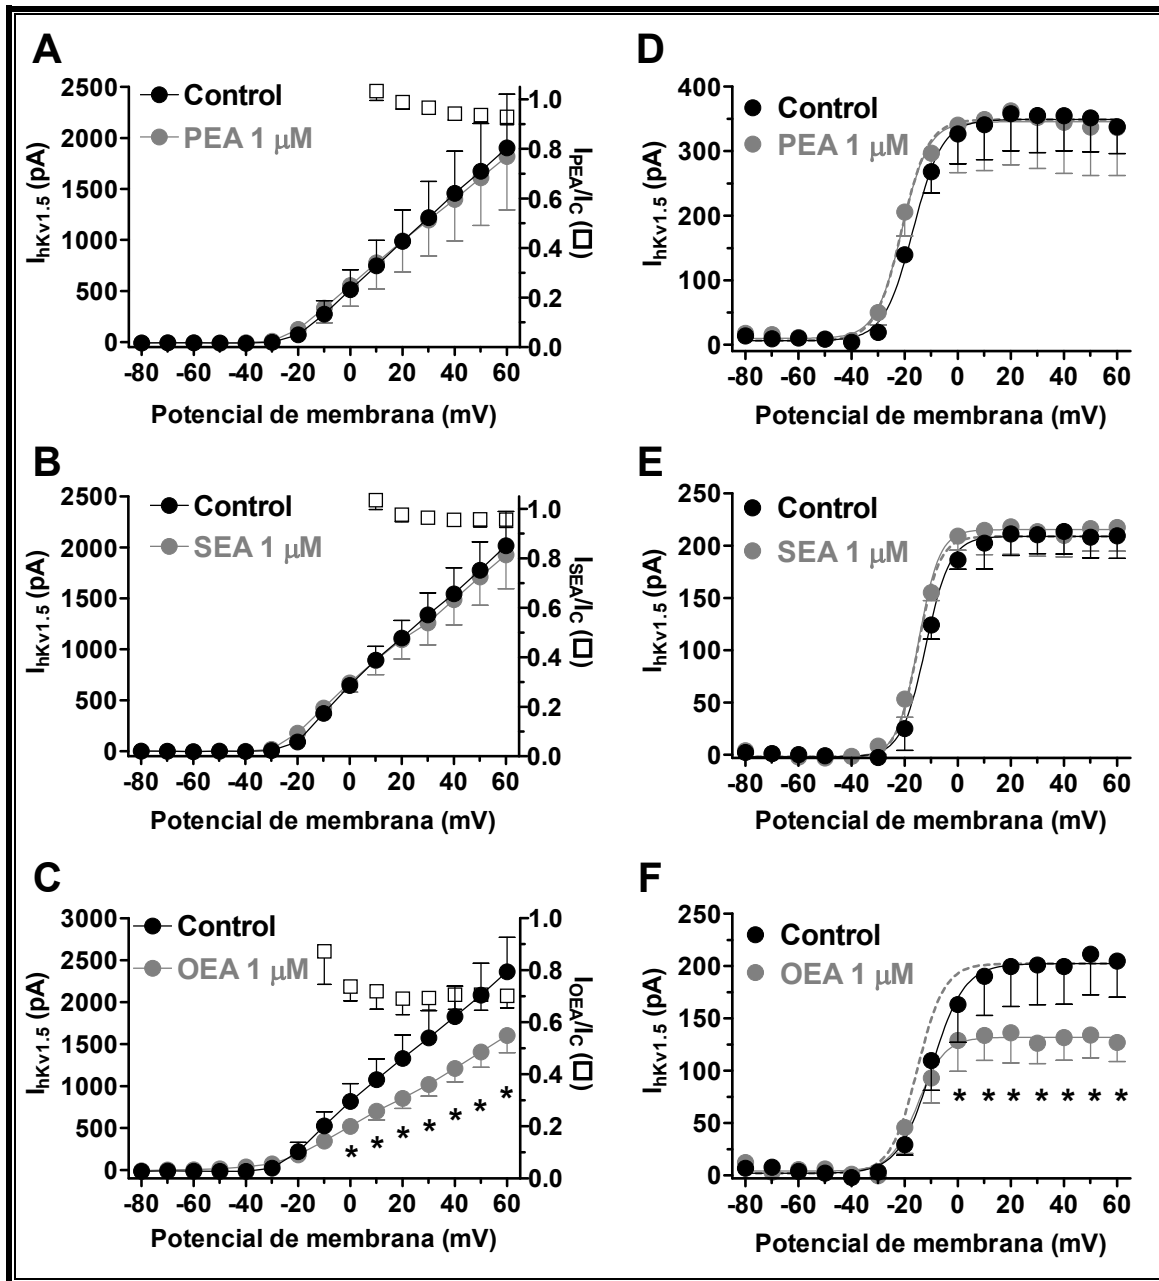 A
2500
2000
1500
1000
500
0
Control
PEA 1 µM
1.0
0.8
0.6
0.4
0.2
0.0
IhKv1.5 (pA)
IPEA/IC (□)
-80 -60 -40 -20 0 20 40 60
Potencial de membrana (mV)
D
400
300
200
100
0
Control
PEA 1 µM
IhKv1.5 (pA)
-80 -60 -40 -20 0 20 40 60
Potencial de membrana (mV)
B
2500
2000
1500
1000
500
0
Control
SEA 1 µM
1.0
0.8
0.6
0.4
0.2
0.0
IhKv1.5 (pA)
ISEA/IC (□)
-80 -60 -40 -20 0 20 40 60
Potencial de membrana (mV)
E
250
200
150
100
50
0
Control
SEA 1 µM
IhKv1.5 (pA)
-80 -60 -40 -20 0 20 40 60
Potencial de membrana (mV)
C
3000
2500
2000
1500
1000
500
0
Control
OEA 1 µM
1.0
0.8
0.6
0.4
0.2
0.0
IhKv1.5 (pA)
IOEA/IC (□)
* * * * * * *
-80 -60 -40 -20 0 20 40 60
Potencial de membrana (mV)
F
250
200
150
100
50
0
Control
OEA 1 µM
IhKv1.5 (pA)
* * * * * * *
-80 -60 -40 -20 0 20 40 60
Potencial de membrana (mV)